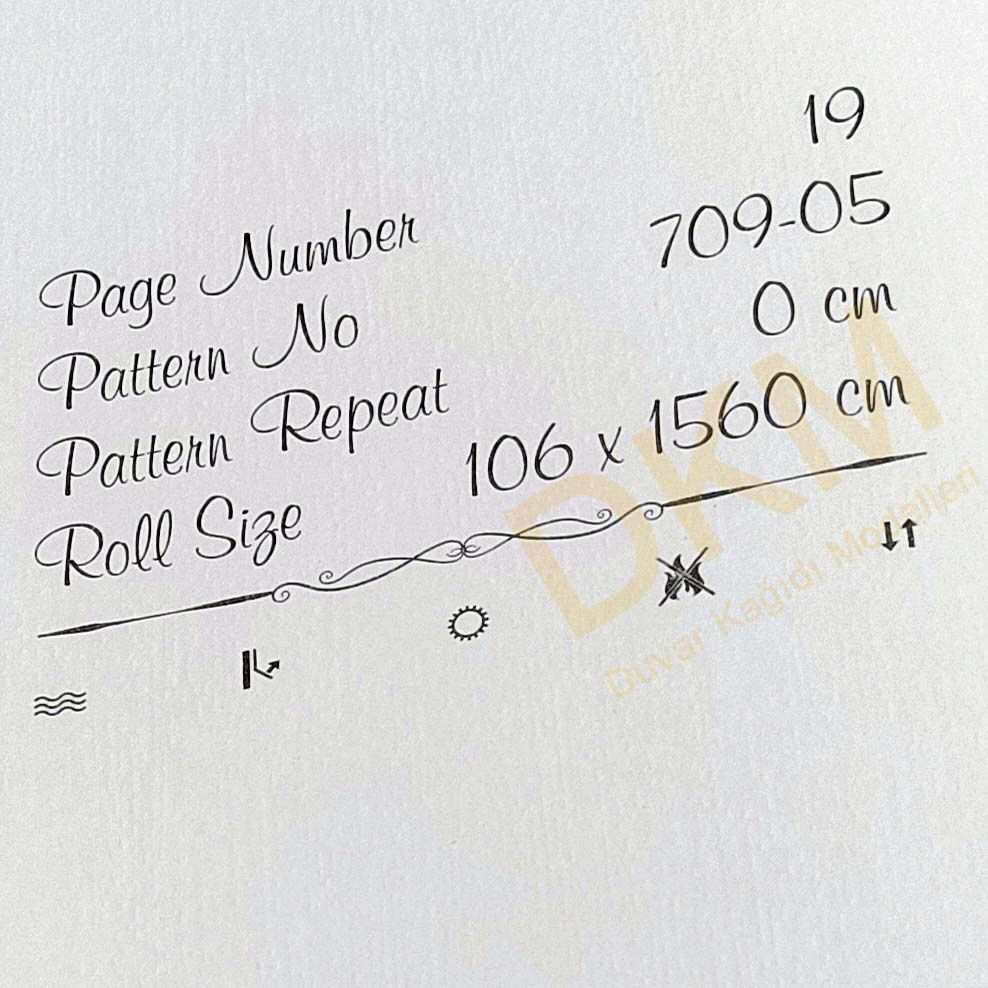 Page Number 19
Pattern No 709-05
Pattern Repeat 0 cm
Roll Size 106 x 1560 cm
DKM
Duvar Kağıdı Modelleri